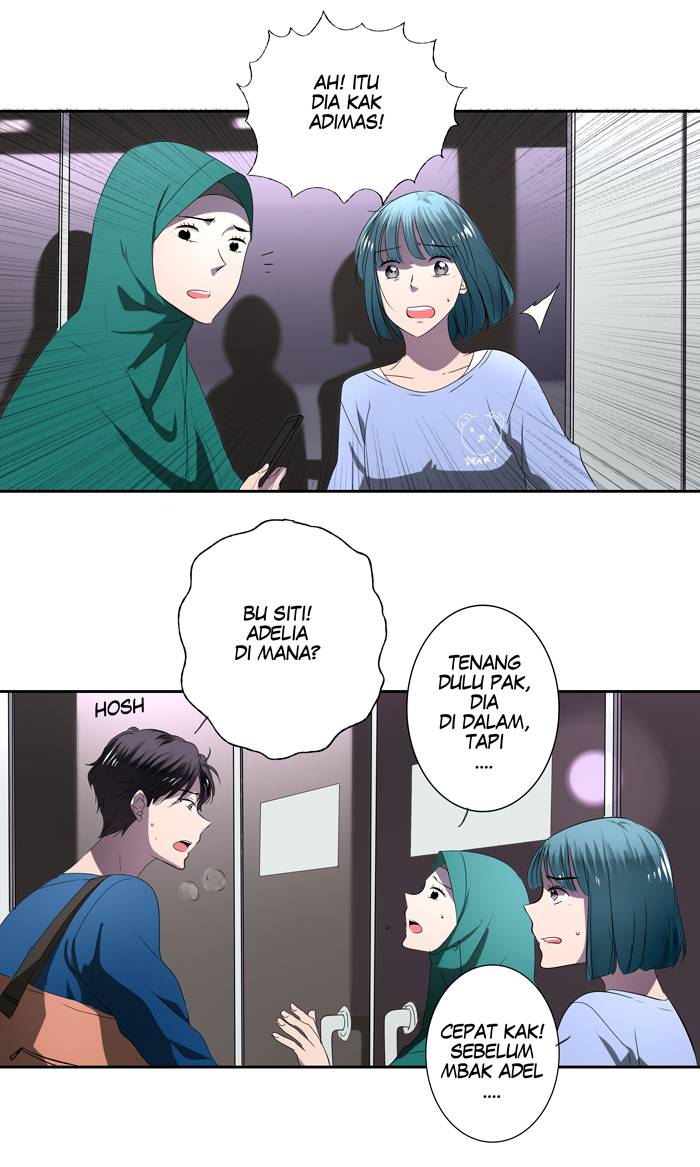 AH! ITU
DIA KAK
ADIMAS!
BEAR!
BU SITI!
ADELIA
DI MANA?
HOSH
TENANG
DULU PAK,
DIA
DI DALAM,
TAPI
....
CEPAT KAK!
SEBELUM
MBAK ADEL
....